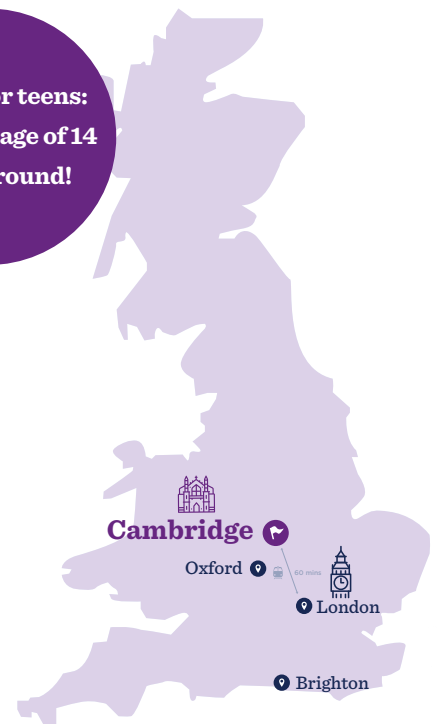 r teens:
age of 14
round!
Cambridge
Oxford
60 mins
London
Brighton